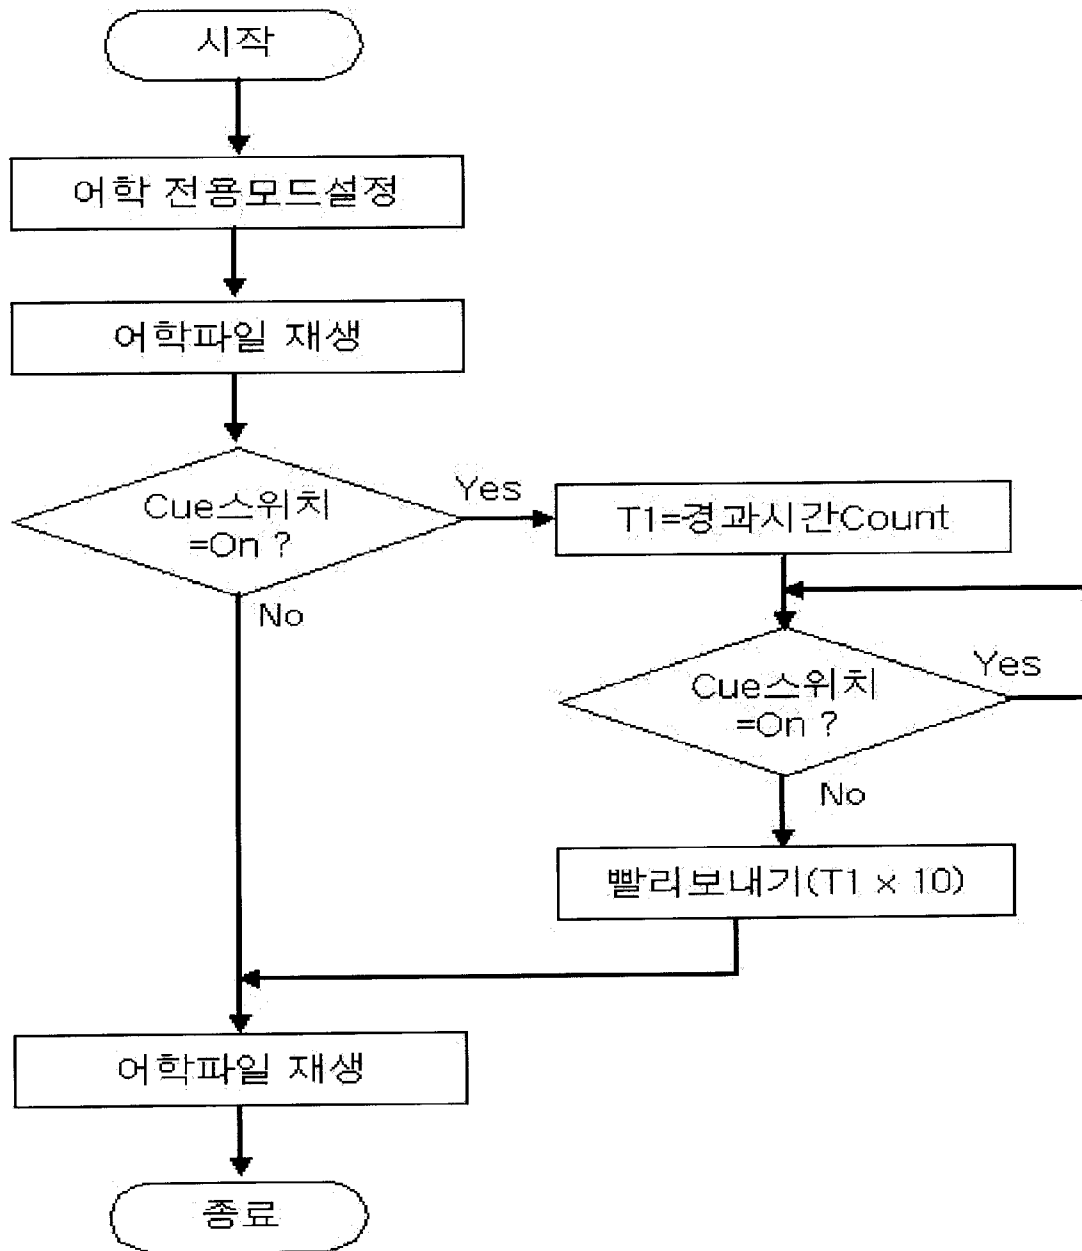 시작
어학 전용모드설정
어학파일 재생
Cue스위치
=On ?
Yes
No
T1=경과시간Count
Cue스위치
=On ?
Yes
No
빨리보내기(T1 × 10)
어학파일 재생
종료